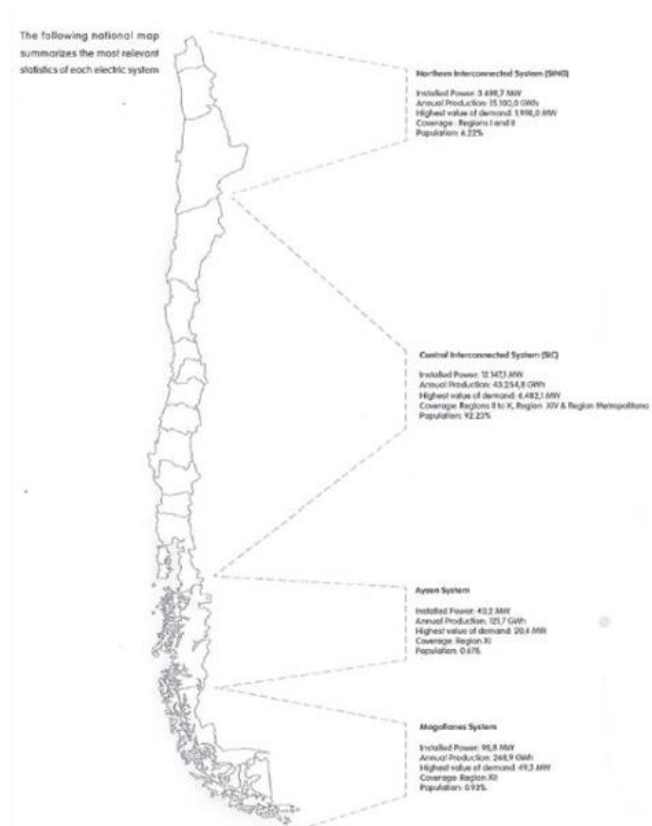 The following national map
summarizes the most relevant
statistics of each electric system
Northern Interconnected System (SING)
Installed Power: 3.699,7 MW
Annual Production: 15.100,0 GWh
Highest value of demand: 1.998,0 MW
Coverage: Regions I and II
Population: 6.22%
Central Interconnected System (SIC)
Installed Power: 12.147,1 MW
Annual Production: 43.254,8 GWh
Highest value of demand: 6.482,1 MW
Coverage: Regions II to X, Region XIV & Region Metropolitana
Population: 92.23%
Aysen System
Installed Power: 40,2 MW
Annual Production: 121,7 GWh
Highest value of demand: 20,4 MW
Coverage: Region XI
Population: 0.61%
Magallanes System
Installed Power: 98,8 MW
Annual Production: 268,9 GWh
Highest value of demand: 49,3 MW
Coverage: Region XII
Population: 0.93%